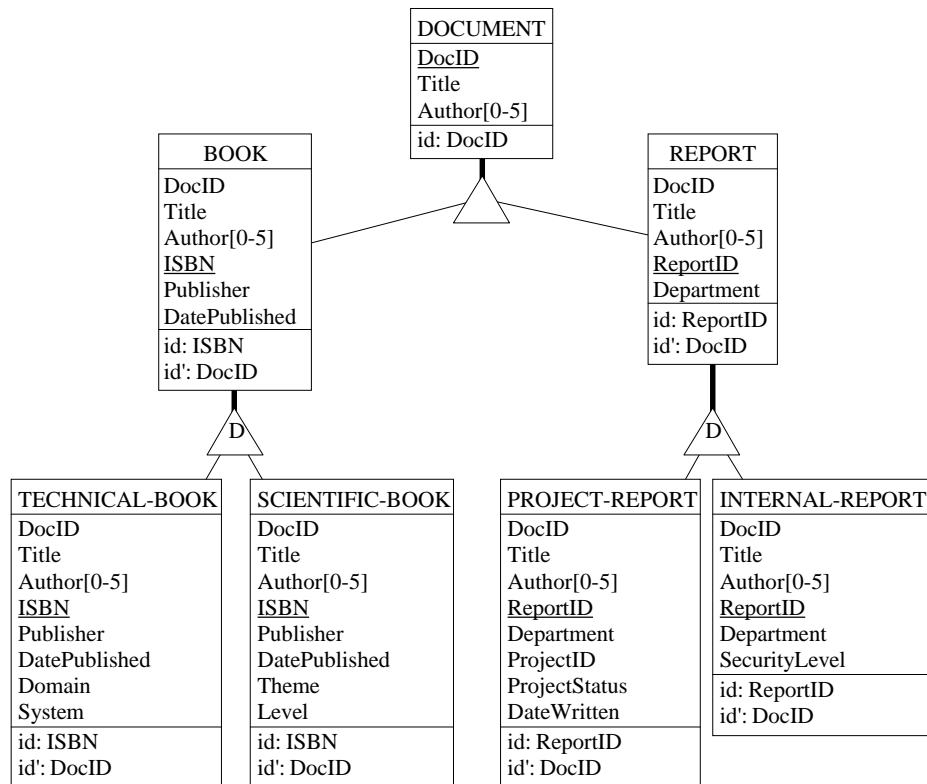 DOCUMENT
DocID
Title
Author[0-5]
id: DocID
BOOK
DocID
Title
Author[0-5]
ISBN
Publisher
DatePublished
id: ISBN
id': DocID
REPORT
DocID
Title
Author[0-5]
ReportID
Department
id: ReportID
id': DocID
D
D
TECHNICAL-BOOK
DocID
Title
Author[0-5]
ISBN
Publisher
DatePublished
Domain
System
id: ISBN
id': DocID
SCIENTIFIC-BOOK
DocID
Title
Author[0-5]
ISBN
Publisher
DatePublished
Theme
Level
id: ISBN
id': DocID
PROJECT-REPORT
DocID
Title
Author[0-5]
ReportID
Department
ProjectID
ProjectStatus
DateWritten
id: ReportID
id': DocID
INTERNAL-REPORT
DocID
Title
Author[0-5]
ReportID
Department
SecurityLevel
id: ReportID
id': DocID